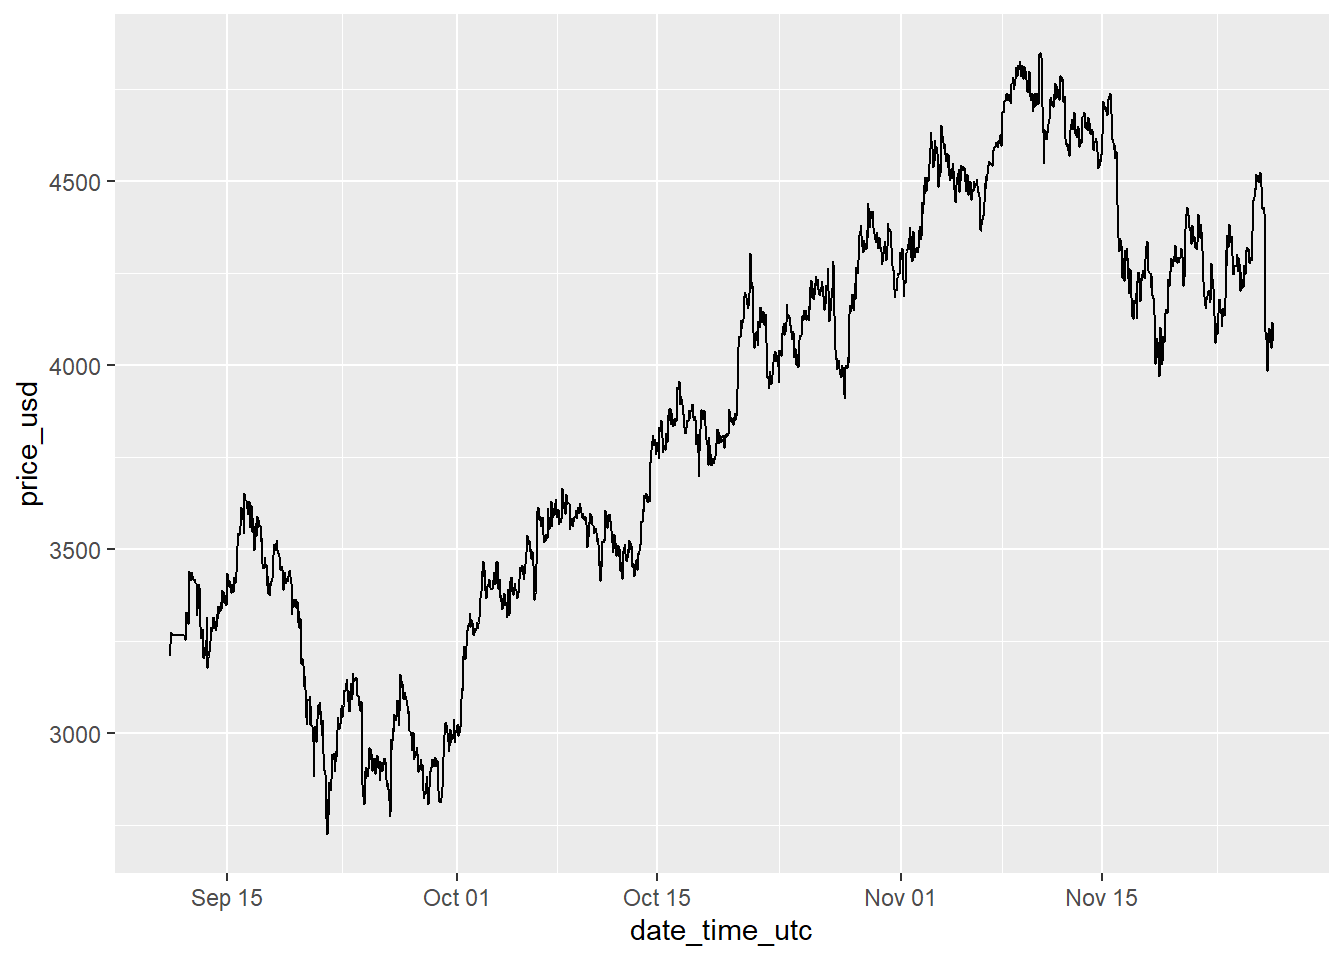 4500
4000
3500
3000
price_usd
Sep 15
Oct 01
Oct 15
Nov 01
Nov 15
date_time_utc